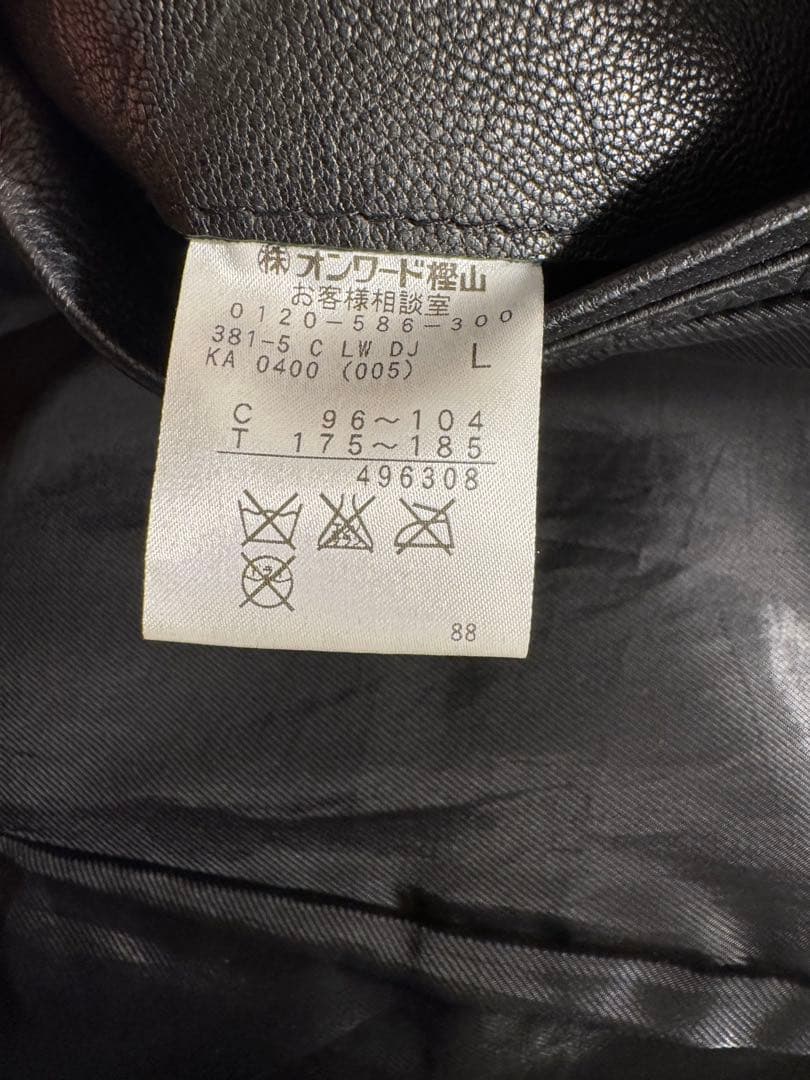 ㈱オンワード樫山
お客様相談室
0120-586-300
381-5 C LW DJ L
KA 0400 (005)
C 96～104
T 175～185
496308
88